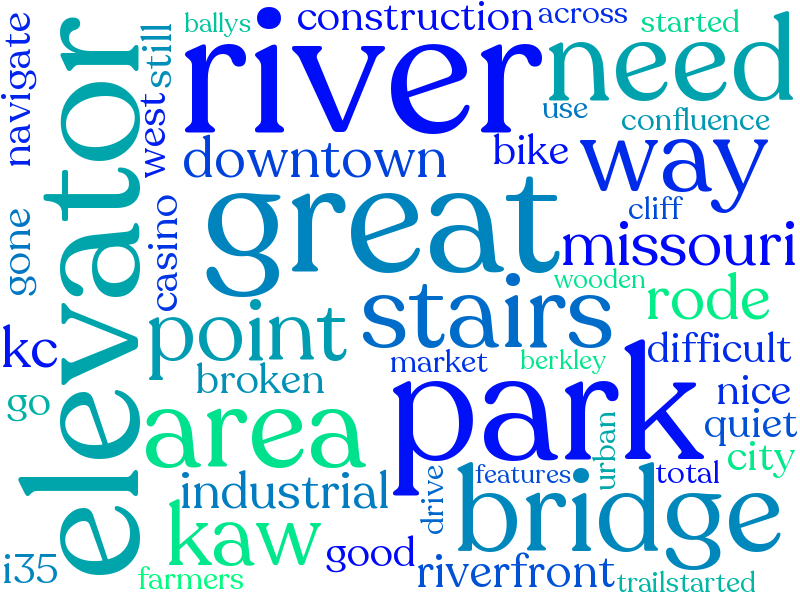 navigate
ballys
construction
across
started
still
elevator
river
need
west
use
confluence
downtown
bike
way
gone
casino
great
cliff
missouri
wooden
stairs
rode
point
kc
market
berkley
difficult
broken
park
nice
go
area
quiet
urban
city
drive
features
total
industrial
bridge
kaw
good
riverfront
i35
farmers
trailstarted